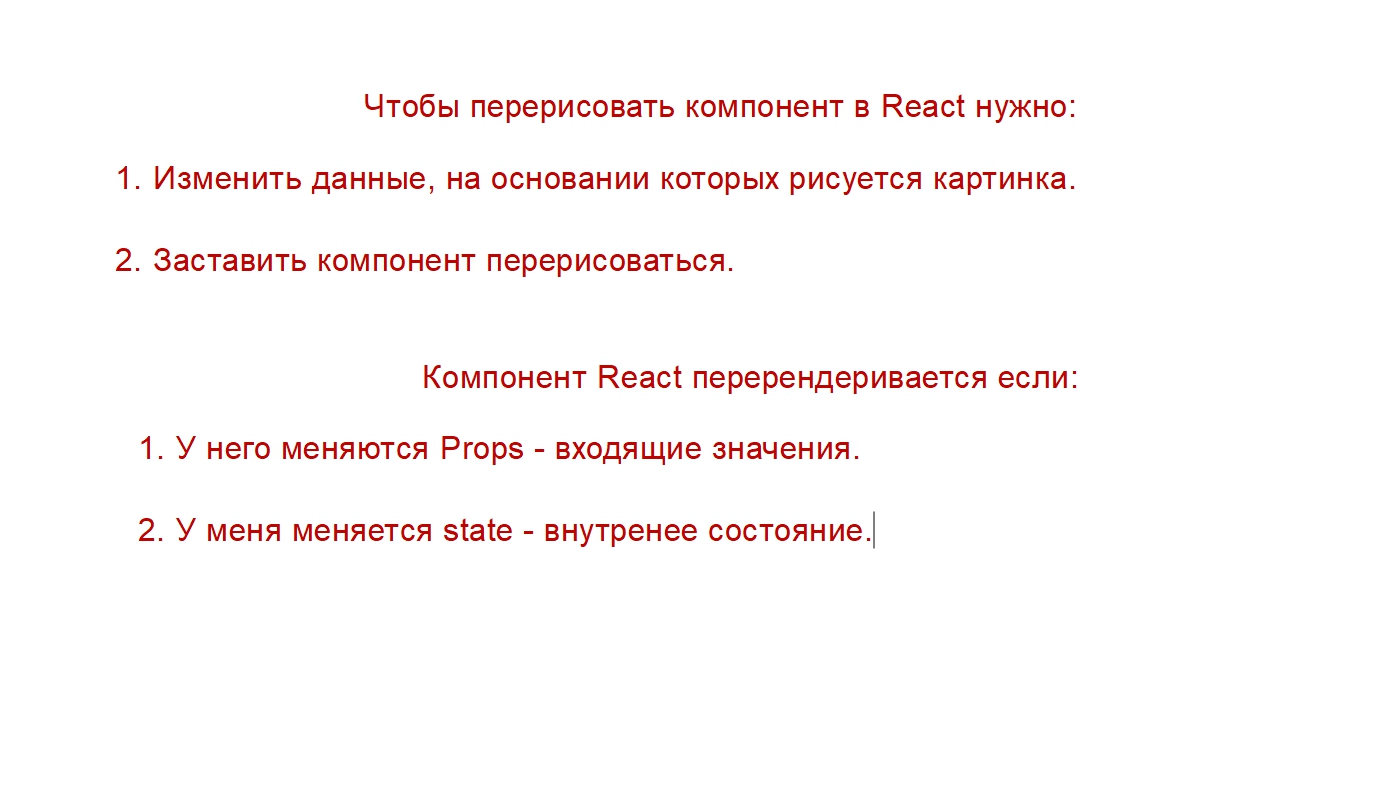 Чтобы перерисовать компонент в React нужно:
1. Изменить данные, на основании которых рисуется картинка.
2. Заставить компонент перерисоваться.
Компонент React перерендеривается если:
1. У него меняются Props - входящие значения.
2. У меня меняется state - внутренее состояние.